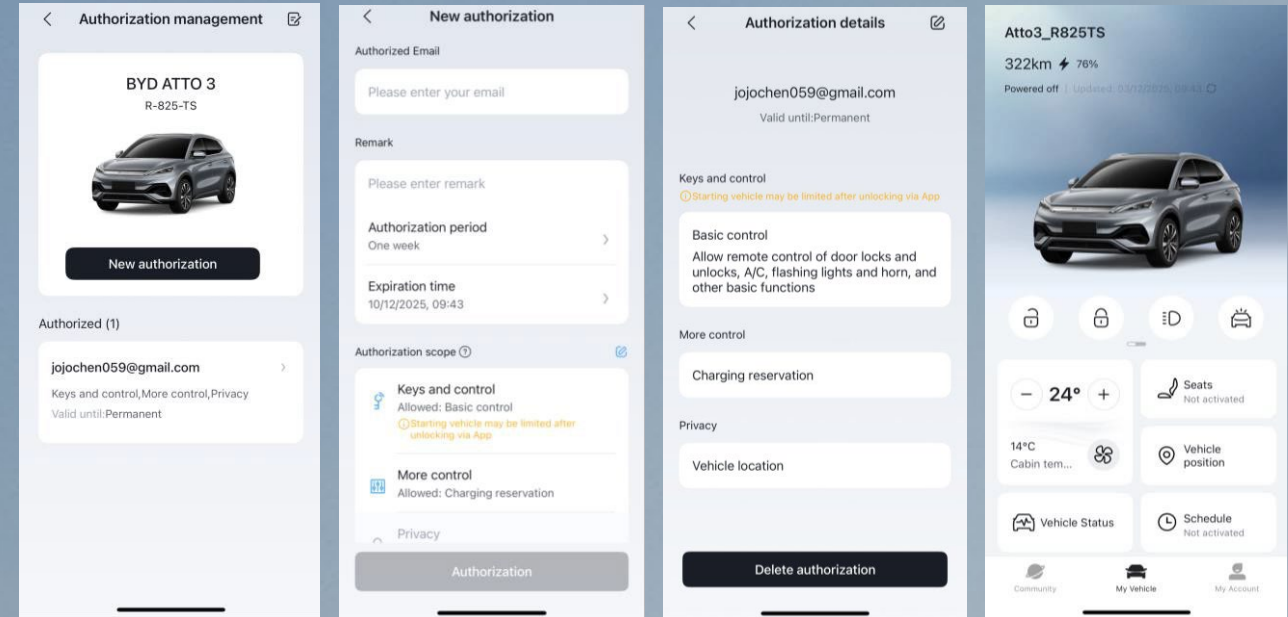 Authorization management
BYD ATTO 3
R-825-TS
New authorization
Authorized (1)
jojochen059@gmail.com
Keys and control,More control,Privacy
Valid until:Permanent
New authorization
Authorized Email
Please enter your email
Remark
Please enter remark
Authorization period
One week
Expiration time
10/12/2025, 09:43
Authorization scope
Keys and control
Allowed: Basic control
Starting vehicle may be limited after
unlocking via App
More control
Allowed: Charging reservation
Privacy
Authorization
Authorization details
jojochen059@gmail.com
Valid until:Permanent
Keys and control
Starting vehicle may be limited after unlocking via App
Basic control
Allow remote control of door locks and
unlocks, A/C, flashing lights and horn, and
other basic functions
More control
Charging reservation
Privacy
Vehicle location
Delete authorization
Atto3_R825TS
322km 76%
Powered off | Updated: 03/12/2025, 09:43
24°
14°C
Cabin tem...
Seats
Not activated
Vehicle
position
Vehicle Status
Schedule
Not activated
Community
My Vehicle
My Account